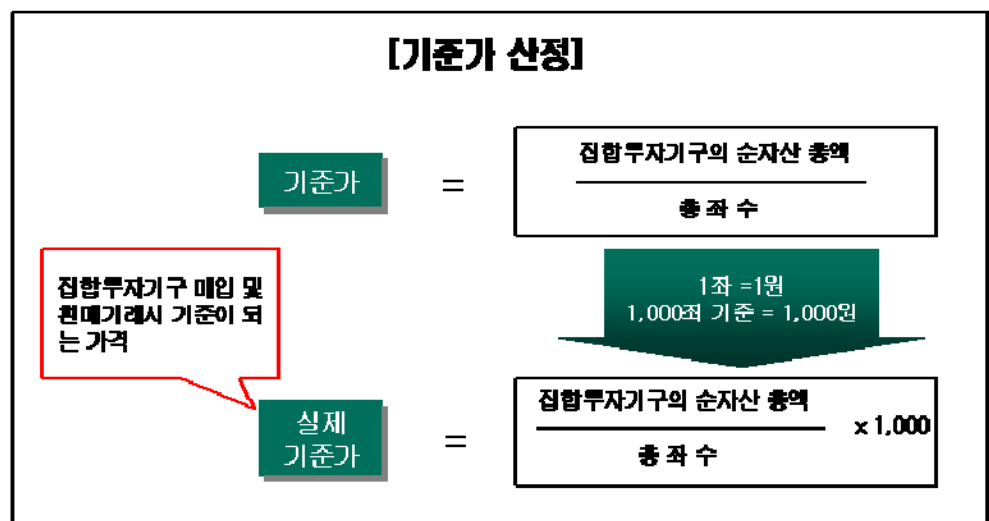 [기준가 산정]
기준가
=
집합투자기구의 순자산 총액
총 좌 수
집합투자기구 매입 및
환매거래시 기준이 되
는 가격
1좌 =1원
1,000좌 기준 = 1,000원
실제
기준가
=
집합투자기구의 순자산 총액
총 좌 수
x 1,000